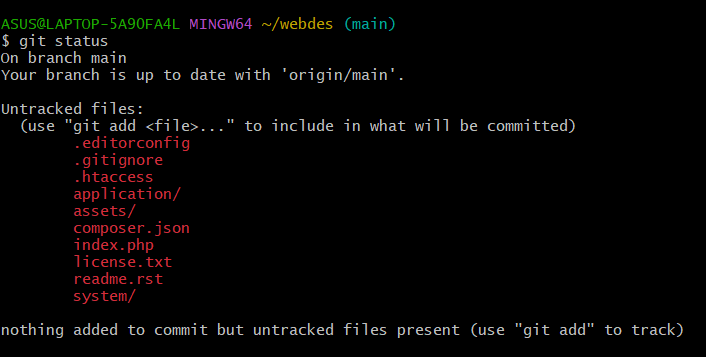 ASUS@LAPTOP-5A90FA4L MINGW64 ~/webdes (main)
$ git status
On branch main
Your branch is up to date with 'origin/main'.
Untracked files:
  (use "git add <file>..." to include in what will be committed)
        .editorconfig
        .gitignore
        .htaccess
        application/
        assets/
        composer.json
        index.php
        license.txt
        readme.rst
        system/
nothing added to commit but untracked files present (use "git add" to track)